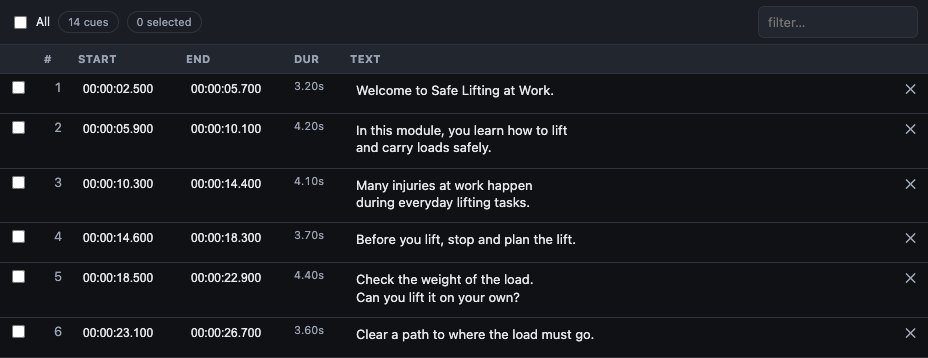 All 14 cues 0 selected filter...
# START END DUR TEXT
1 00:00:02.500 00:00:05.700 3.20s Welcome to Safe Lifting at Work. ×
2 00:00:05.900 00:00:10.100 4.20s In this module, you learn how to lift ×
and carry loads safely.
3 00:00:10.300 00:00:14.400 4.10s Many injuries at work happen ×
during everyday lifting tasks.
4 00:00:14.600 00:00:18.300 3.70s Before you lift, stop and plan the lift. ×
5 00:00:18.500 00:00:22.900 4.40s Check the weight of the load. ×
Can you lift it on your own?
6 00:00:23.100 00:00:26.700 3.60s Clear a path to where the load must go. ×